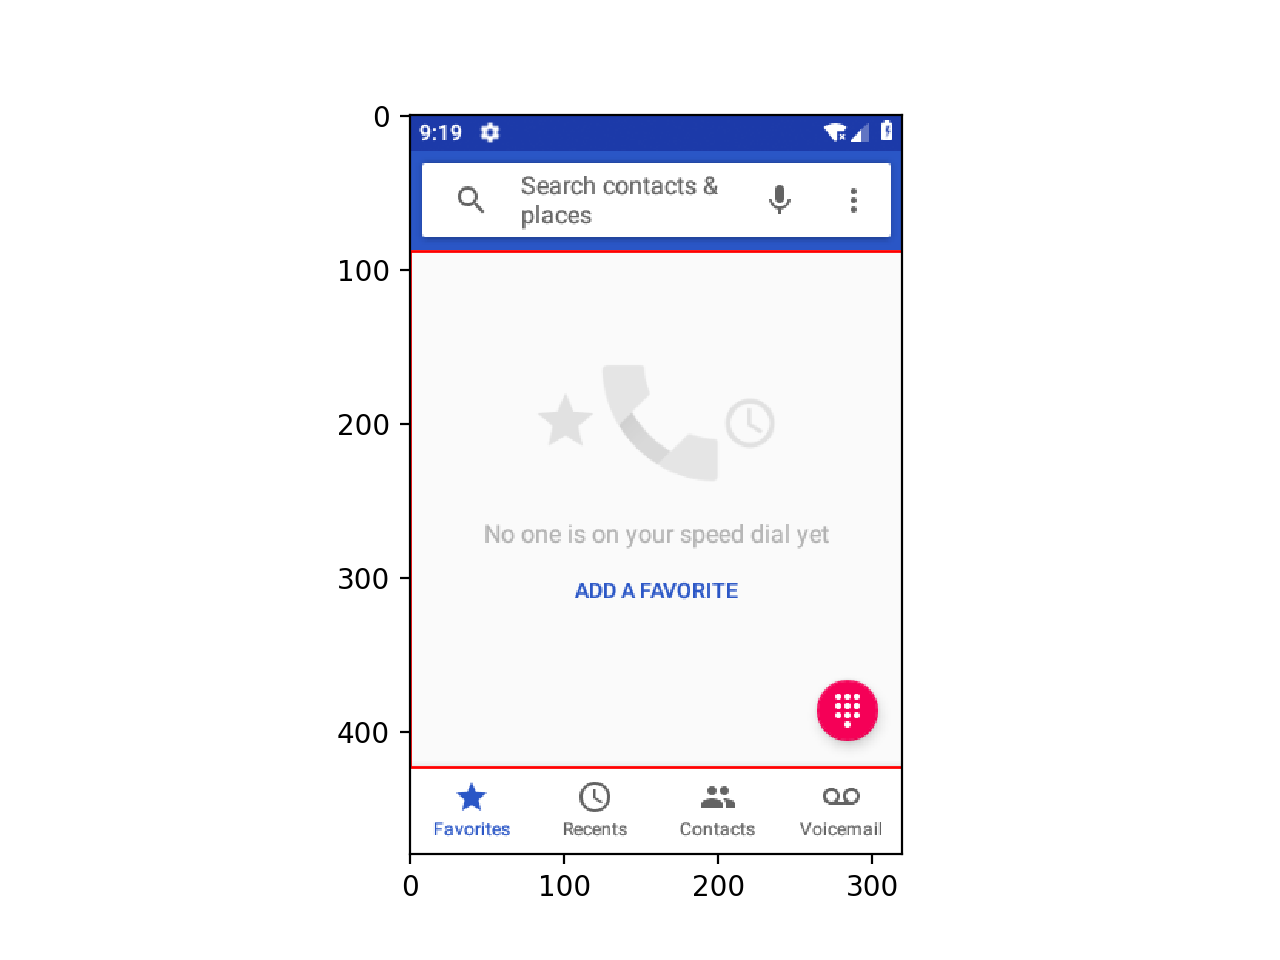 0
100
200
300
400
9:19
Search contacts &
places
No one is on your speed dial yet
ADD A FAVORITE
Favorites Recents Contacts Voicemail
0 100 200 300